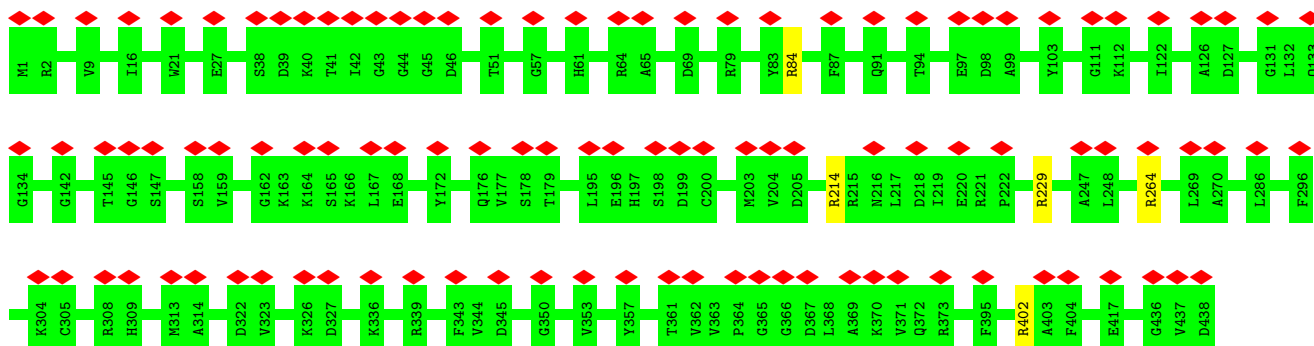 M1 R2 V9 I16 W21 E27 S38 D39 K40 T41 I42 G43 G44 G45 D46 T51 G57 H61 R64 A65 D69 R79 Y83 R84 F87 Q91 T94 E97 D98 A99 Y103 G111 K112 I122 A126 D127 G131 L132
G134 G142 T145 G146 S147 S158 V159 G162 K163 K164 S165 K166 L167 E168 Y172 Q176 V177 S178 T179 L195 E196 H197 S198 D199 C200 M203 V204 D205 R214 R215 N216 L217 D218 I219 E220 R221 P222 R229 A247 L248 R264 L269 A270 L286 F296
K304 G305 R308 H309 M313 A314 D322 V323 K326 D327 K336 R339 F343 V344 D345 G350 V353 Y357 T361 V362 V363 P364 G365 G366 D367 L368 A369 K370 V371 Q372 R373 F395 R402 A403 F404 E417 G436 V437 D438